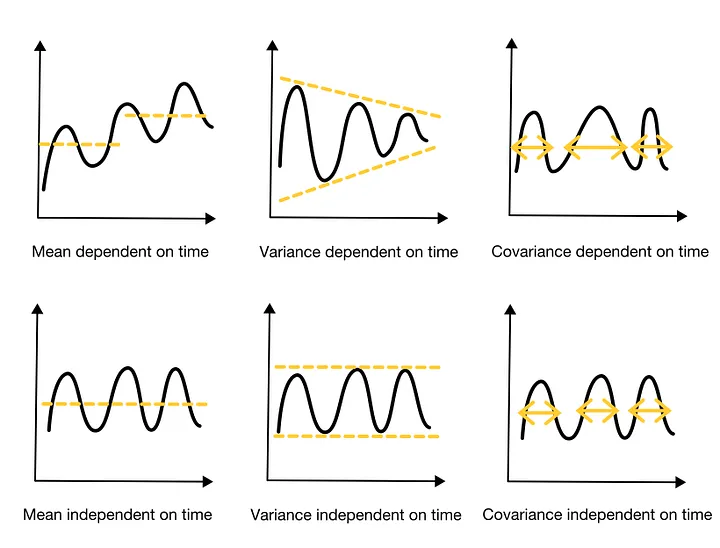 Mean dependent on time
Variance dependent on time
Covariance dependent on time
Mean independent on time
Variance independent on time
Covariance independent on time